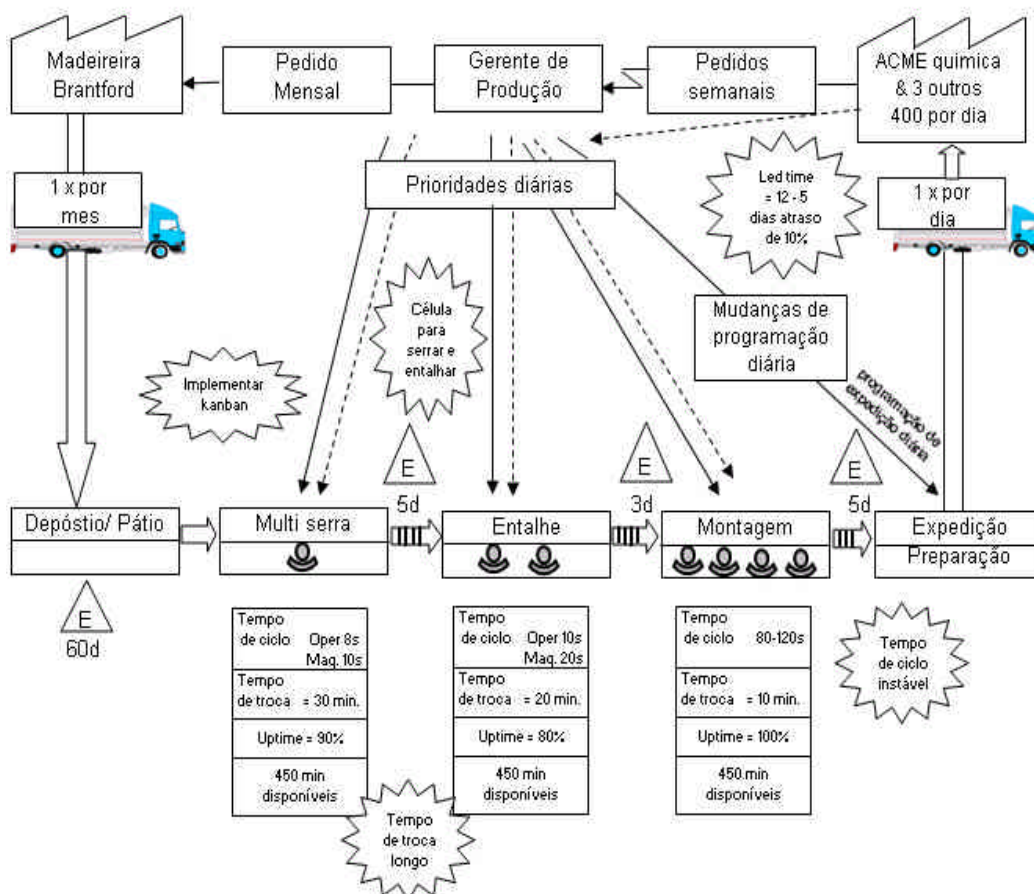 Madeireira
Brantford
Pedido
Mensal
Gerente de
Produção
Pedidos
semanais
ACME quimica
& 3 outros
400 por dia
1 x por
mes
Prioridades diárias
Led time
= 12 - 5
dias atraso
de 10%
1 x por
dia
Célula
para
serrar e
entalhar
Mudanças de
programação
diária
Implementar
kanban
programação de
expedição diária
E
5d
E
3d
E
5d
Depóstio/ Pátio
Multi serra
Entalhe
Montagem
Expedição
Preparação
E
60d
Tempo
de ciclo Oper 8s
Maq. 10s
Tempo
de troca = 30 min.
Uptime = 90%
450 min
disponíveis
Tempo
de ciclo Oper 10s
Maq. 20s
Tempo
de troca = 20 min.
Uptime = 80%
450 min
disponíveis
Tempo
de ciclo 80-120s
Tempo
de troca = 10 min.
Uptime = 100%
450 min
disponíveis
Tempo
de ciclo
instável
Tempo
de troca
longo